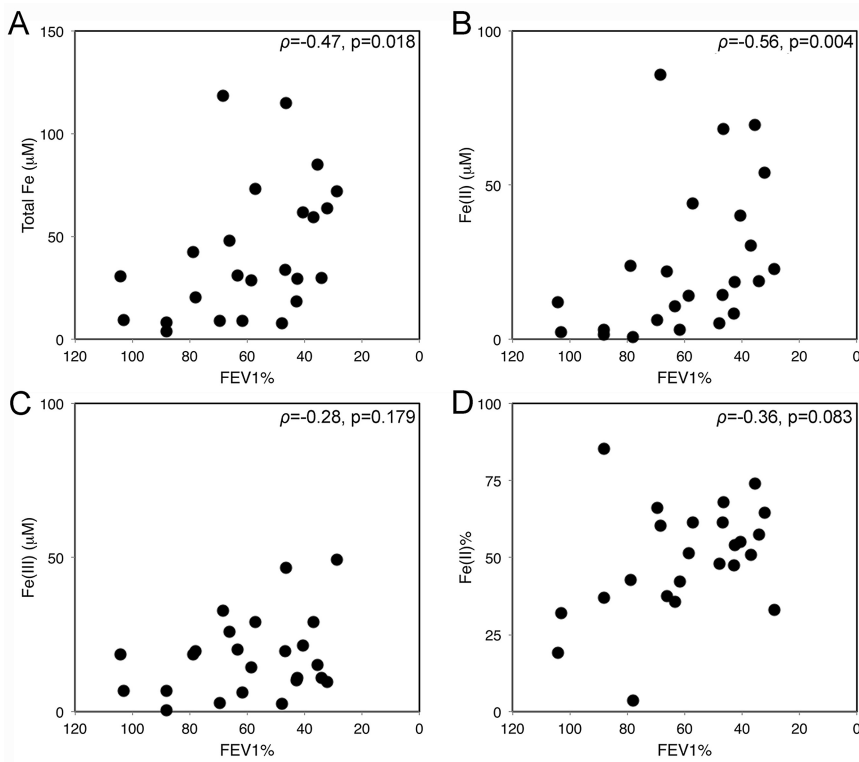 A
ρ=-0.47, p=0.018
150
100
50
0
Total Fe (μM)
120 100 80 60 40 20 0
FEV1%
B
ρ=-0.56, p=0.004
100
50
0
Fe(II) (μM)
120 100 80 60 40 20 0
FEV1%
C
ρ=-0.28, p=0.179
100
50
0
Fe(III) (μM)
120 100 80 60 40 20 0
FEV1%
D
ρ=-0.36, p=0.083
100
75
50
25
0
Fe(II)%
120 100 80 60 40 20 0
FEV1%